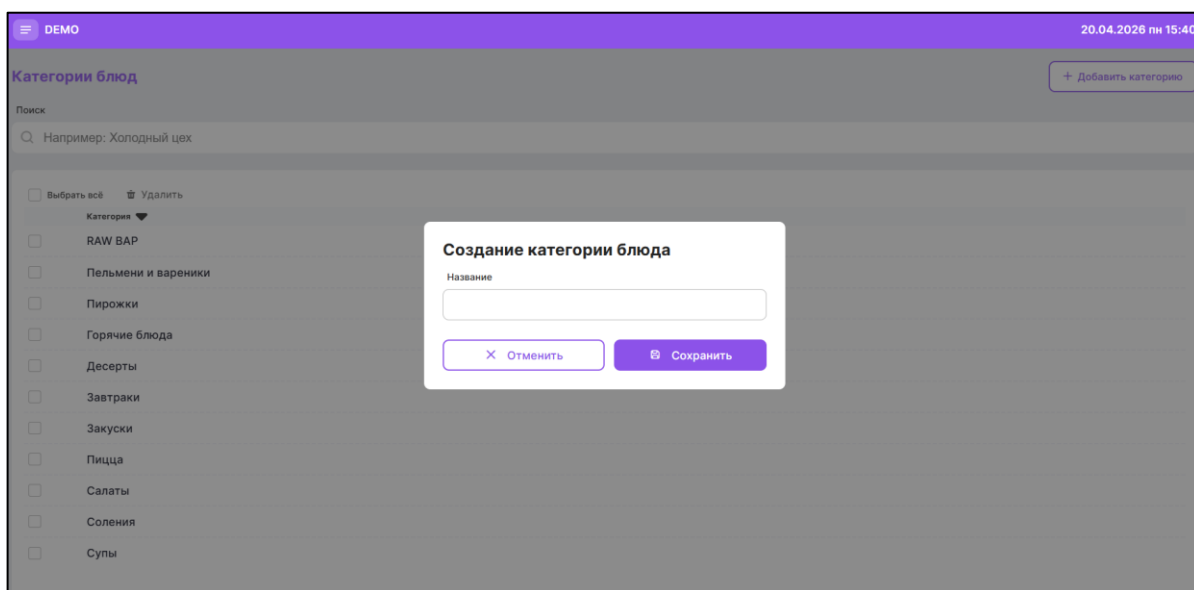 DEMO
20.04.2026 пн 15:40
Категории блюд
+ Добавить категорию
Поиск
Например: Холодный цех
Выбрать всё Удалить
Категория
RAW BAP
Пельмени и вареники
Пирожки
Горячие блюда
Десерты
Завтраки
Закуски
Пицца
Салаты
Соления
Супы
Создание категории блюда
Название
Отменить Сохранить